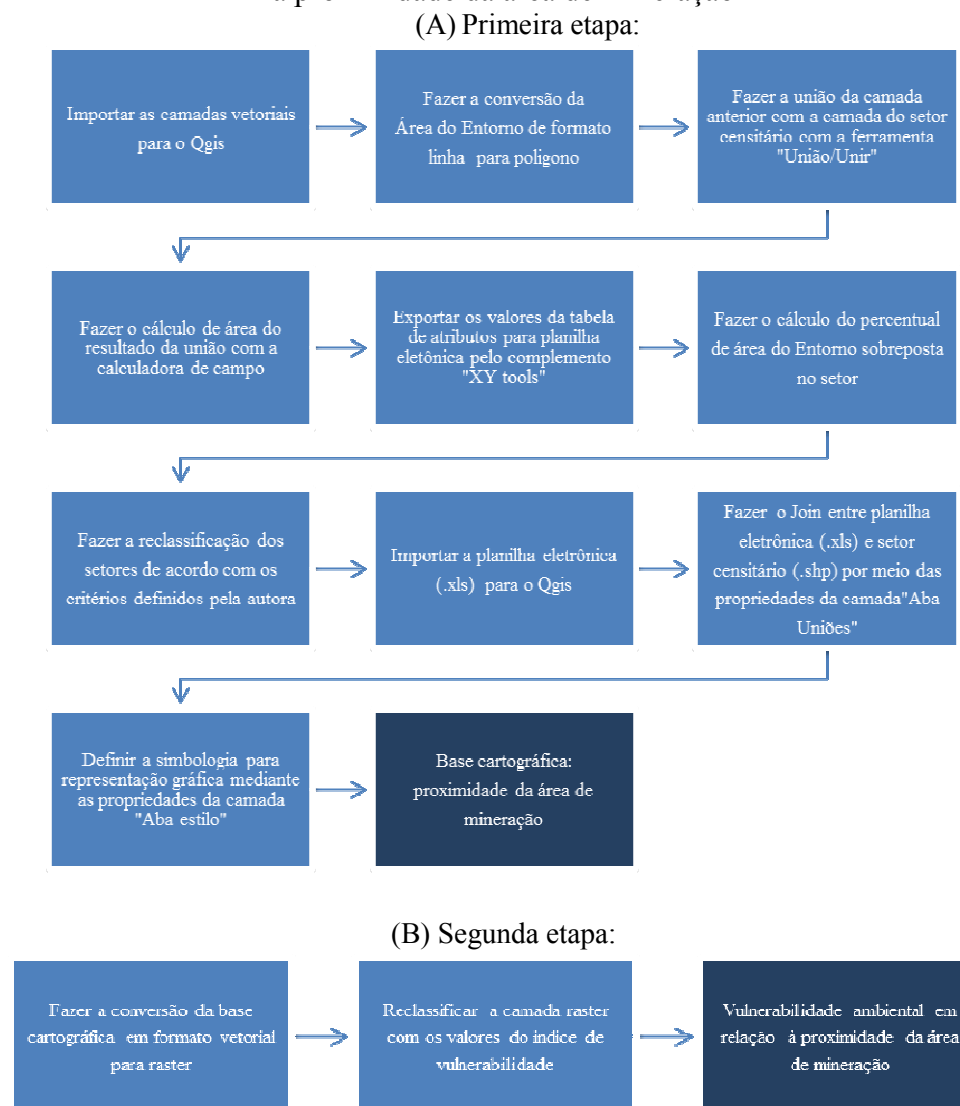 (A) Primeira etapa:
Importar as camadas vetoriais
para o Qgis
Fazer a conversão da
Área do Entorno de formato
linha para poligono
Fazer a união da camada
anterior com a camada do setor
censitário com a ferramenta
"União/Unir"
Fazer o cálculo de área do
resultado da união com a
calculadora de campo
Exportar os valores da tabela
de atributos para planilha
eletônica pelo complemento
"XY tools"
Fazer o cálculo do percentual
de área do Entorno sobreposta
no setor
Fazer a reclassificação dos
setores de acordo com os
critérios definidos pela autora
Importar a planilha eletrônica
(.xls) para o Qgis
Fazer o Join entre planilha
eletrônica (.xls) e setor
censitário (.shp) por meio das
propriedades da camada"Aba
Uniões"
Definir a simbologia para
representação gráfica mediante
as propriedades da camada
"Aba estilo"
Base cartográfica:
proximidade da área de
mineração
(B) Segunda etapa:
Fazer a conversão da base
cartográfica em formato vetorial
para raster
Reclassificar a camada raster
com os valores do indice de
vulnerabilidade
Vulnerabilidade ambiental em
relação à proximidade da área
de mineração